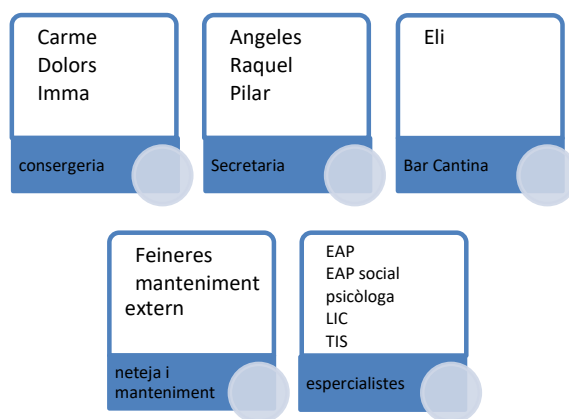 Carme
Dolors
Imma
consergeria
Angeles
Raquel
Pilar
Secretaria
Eli
Bar Cantina
Feineres
manteniment
extern
neteja i
manteniment
EAP
EAP social
psicòloga
LIC
TIS
espercialistes